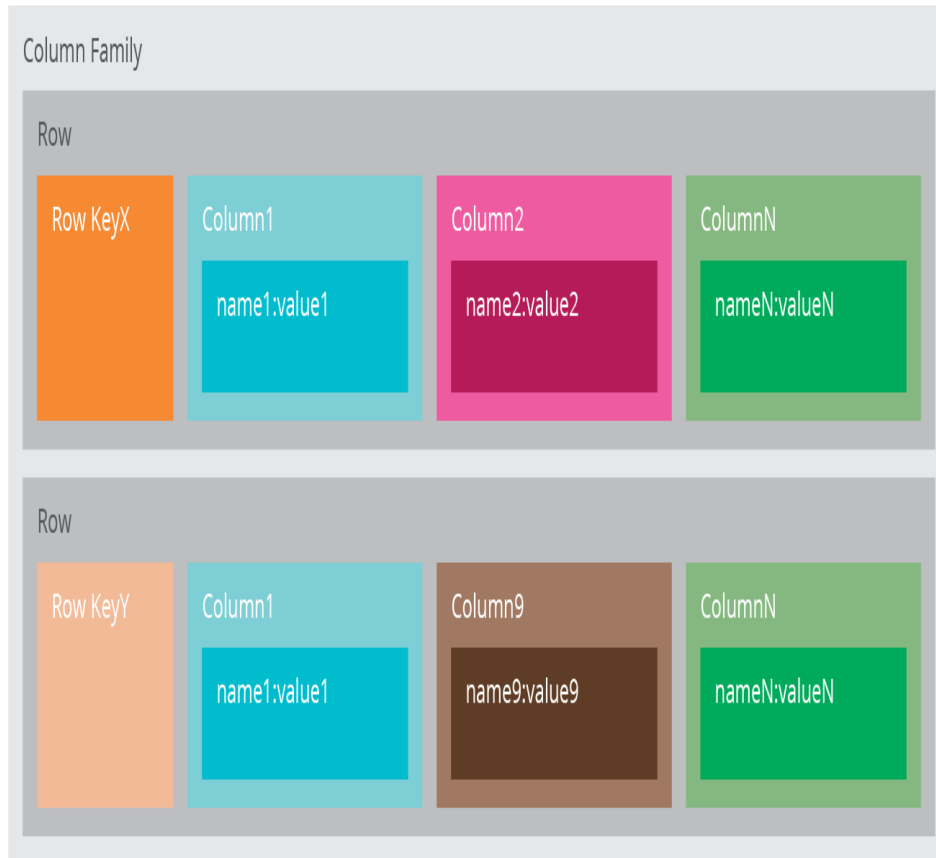 Column Family
Row
Row KeyX
Column1
name1:value1
Column2
name2:value2
ColumnN
nameN:valueN
Row
Row KeyY
Column1
name1:value1
Column9
name9:value9
ColumnN
nameN:valueN